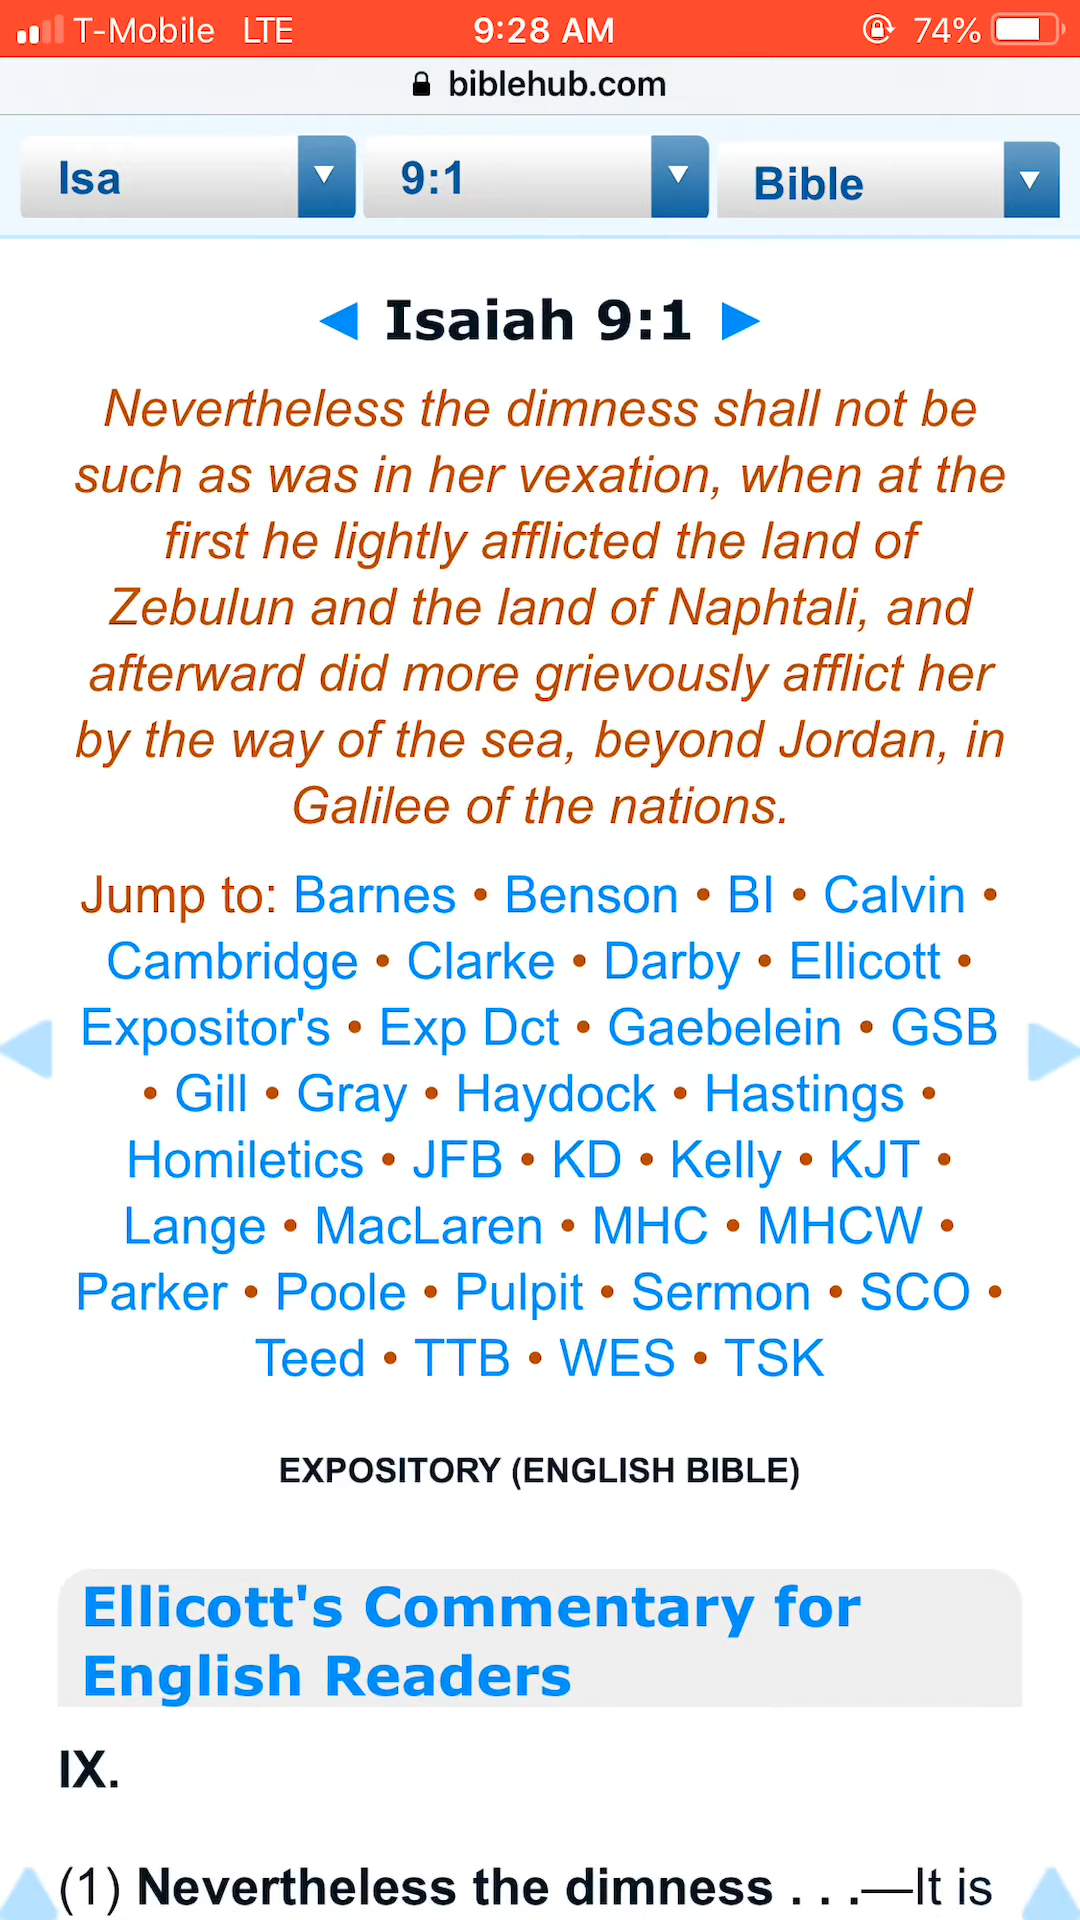 T-Mobile LTE 9:28 AM 74%
biblehub.com
Isa 9:1 Bible
Isaiah 9:1
Nevertheless the dimness shall not be
such as was in her vexation, when at the
first he lightly afflicted the land of
Zebulun and the land of Naphtali, and
afterward did more grievously afflict her
by the way of the sea, beyond Jordan, in
Galilee of the nations.
Jump to: Barnes • Benson • BI • Calvin •
Cambridge • Clarke • Darby • Ellicott •
Expositor's • Exp Dct • Gaebelein • GSB
• Gill • Gray • Haydock • Hastings •
Homiletics • JFB • KD • Kelly • KJT •
Lange • MacLaren • MHC • MHCW •
Parker • Poole • Pulpit • Sermon • SCO •
Teed • TTB • WES • TSK
EXPOSITORY (ENGLISH BIBLE)
Ellicott's Commentary for
English Readers
IX.
(1) Nevertheless the dimness . . .—It is